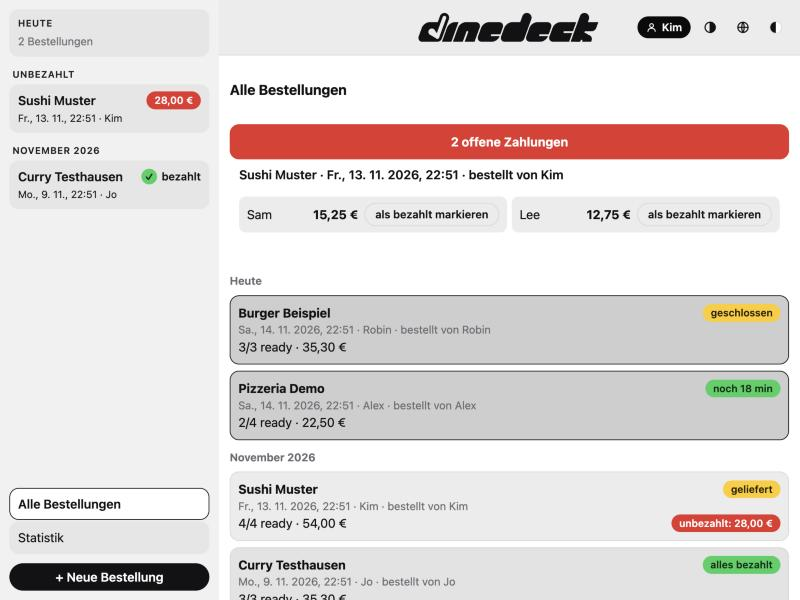 HEUTE
2 Bestellungen
UNBEZAHLT
Sushi Muster 28,00 €
Fr., 13. 11., 22:51 · Kim
NOVEMBER 2026
Curry Testhausen bezahlt
Mo., 9. 11., 22:51 · Jo
Alle Bestellungen
Statistik
+ Neue Bestellung
dinedeck
Kim
Alle Bestellungen
2 offene Zahlungen
Sushi Muster · Fr., 13. 11. 2026, 22:51 · bestellt von Kim
Sam 15,25 € als bezahlt markieren Lee 12,75 € als bezahlt markieren
Heute
Burger Beispiel geschlossen
Sa., 14. 11. 2026, 22:51 · Robin · bestellt von Robin
3/3 ready · 35,30 €
Pizzeria Demo noch 18 min
Sa., 14. 11. 2026, 22:51 · Alex · bestellt von Alex
2/4 ready · 22,50 €
November 2026
Sushi Muster geliefert
Fr., 13. 11. 2026, 22:51 · Kim · bestellt von Kim
4/4 ready · 54,00 € unbezahlt: 28,00 €
Curry Testhausen alles bezahlt
Mo., 9. 11. 2026, 22:51 · Jo · bestellt von Jo
3/3 ready · 35,30 €